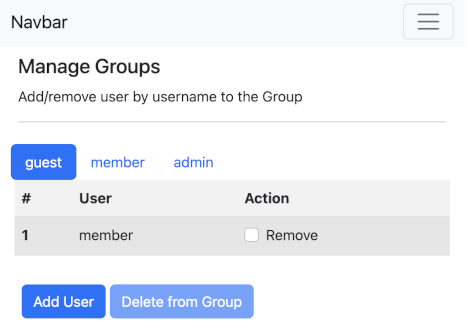 Navbar
Manage Groups
Add/remove user by username to the Group
guest member admin
# User Action
1 member Remove
Add User Delete from Group